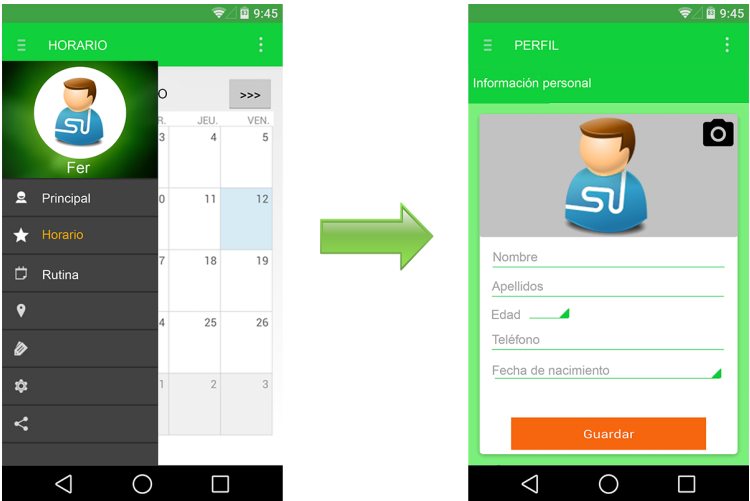 9:45
HORARIO
O >>>
R. JEU. VEN.
3 4 5
Fer
Principal
0 11 12
Horario
7 18 19
Rutina
4 25 26
1 2 3
9:45
PERFIL
Información personal
Nombre
Apellidos
Edad
Teléfono
Fecha de nacimiento
Guardar